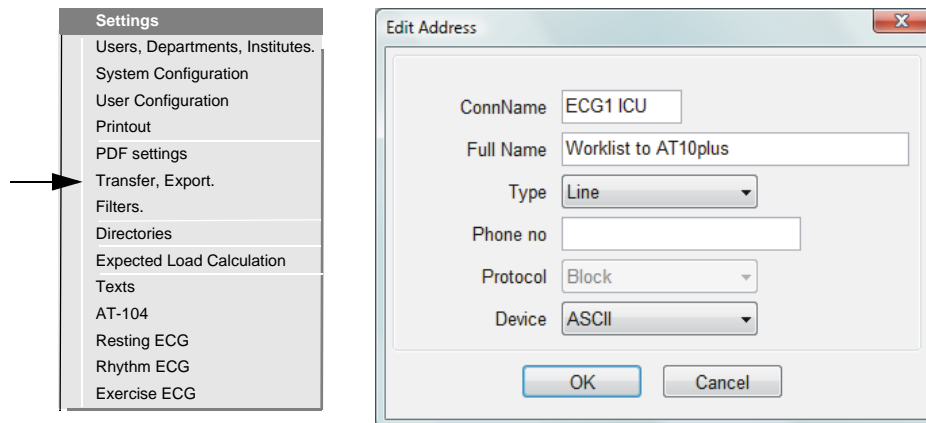 Settings
Users, Departments, Institutes.
System Configuration
User Configuration
Printout
PDF settings
Transfer, Export.
Filters.
Directories
Expected Load Calculation
Texts
AT-104
Resting ECG
Rhythm ECG
Exercise ECG
Edit Address
ConnName ECG1 ICU
Full Name Worklist to AT10plus
Type Line
Phone no
Protocol Block
Device ASCII
OK Cancel